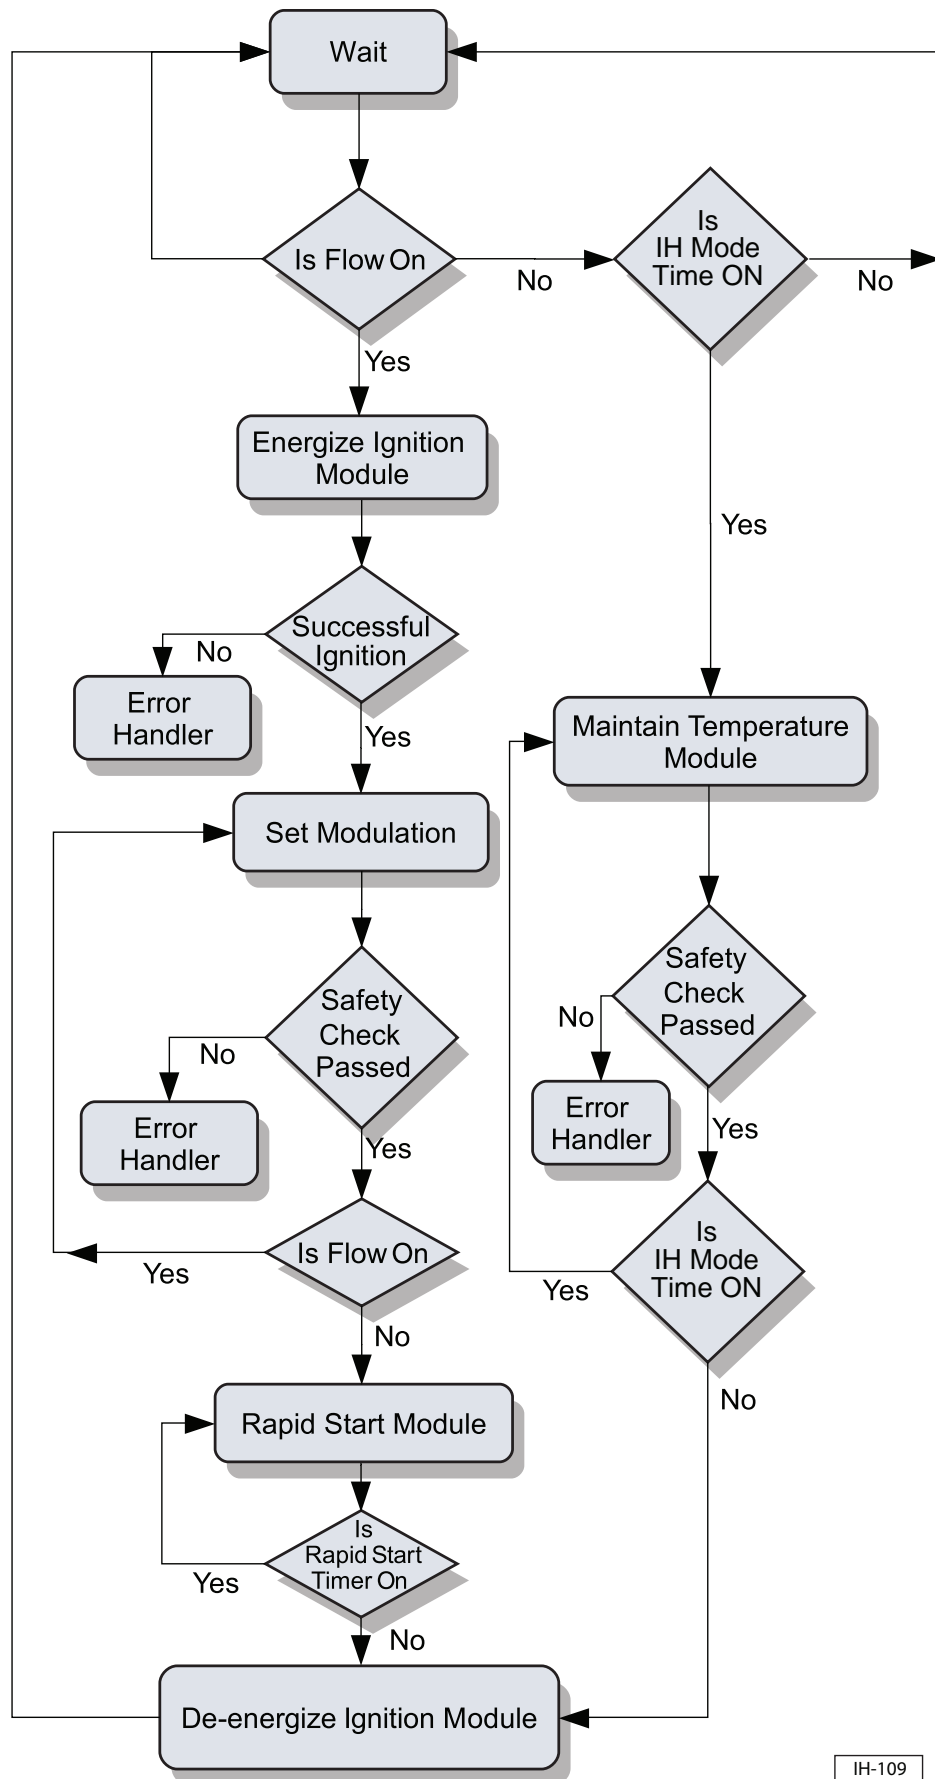 Wait
Is Flow On
No
Is
IH Mode
Time ON
No
Yes
Energize Ignition
Module
Yes
Successful
Ignition
No
Error
Handler
Yes
Maintain Temperature
Module
Set Modulation
Safety
Check
Passed
No
Error
Handler
Yes
Safety
Check
Passed
No
Error
Handler
Yes
Is Flow On
Yes
Is
IH Mode
Time ON
Yes
No
No
Rapid Start Module
Is
Rapid Start
Timer On
Yes
No
De-energize Ignition Module
IH-109